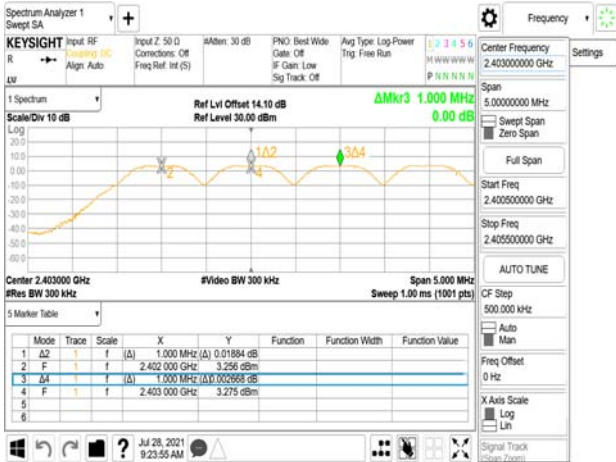 Spectrum Analyzer 1
Swept SA
+
Frequency
KEYSIGHT Input: RF Input Z: 50 Ω #Atten: 30 dB PNO: Best Wide Avg Type: Log-Power 1 2 3 4 5 6
R Coupling: DC Corrections: Off Gate: Off Trig: Free Run M W W W W W
Align: Auto Freq Ref: Int (S) IF Gain: Low
LV Sig Track: Off P N N N N N
Center Frequency
2.403000000 GHz
Settings
Span
5.00000000 MHz
Swept Span
Zero Span
Full Span
Start Freq
2.400500000 GHz
Stop Freq
2.405500000 GHz
AUTO TUNE
CF Step
500.000 kHz
Auto
Man
Freq Offset
0 Hz
X Axis Scale
Log
Lin
Signal Track
(Span Zoom)
1 Spectrum
Scale/Div 10 dB
Ref Lvl Offset 14.10 dB
Ref Level 30.00 dBm
ΔMkr3 1.000 MHz
0.00 dB
Log
20.0
10.0
0.00
-10.0
-20.0
-30.0
-40.0
-50.0
-60.0
2
1Δ2
4
3Δ4
Center 2.403000 GHz #Video BW 300 kHz Span 5.000 MHz
#Res BW 300 kHz Sweep 1.00 ms (1001 pts)
5 Marker Table
Mode Trace Scale X Y Function Function Width Function Value
1 Δ2 1 f (Δ) 1.000 MHz (Δ) 0.01884 dB
2 F 1 f 2.402 000 GHz 3.256 dBm
3 Δ4 1 f (Δ) 1.000 MHz (Δ) 0.002668 dB
4 F 1 f 2.403 000 GHz 3.275 dBm
5
6
?
Jul 28, 2021
9:23:55 AM